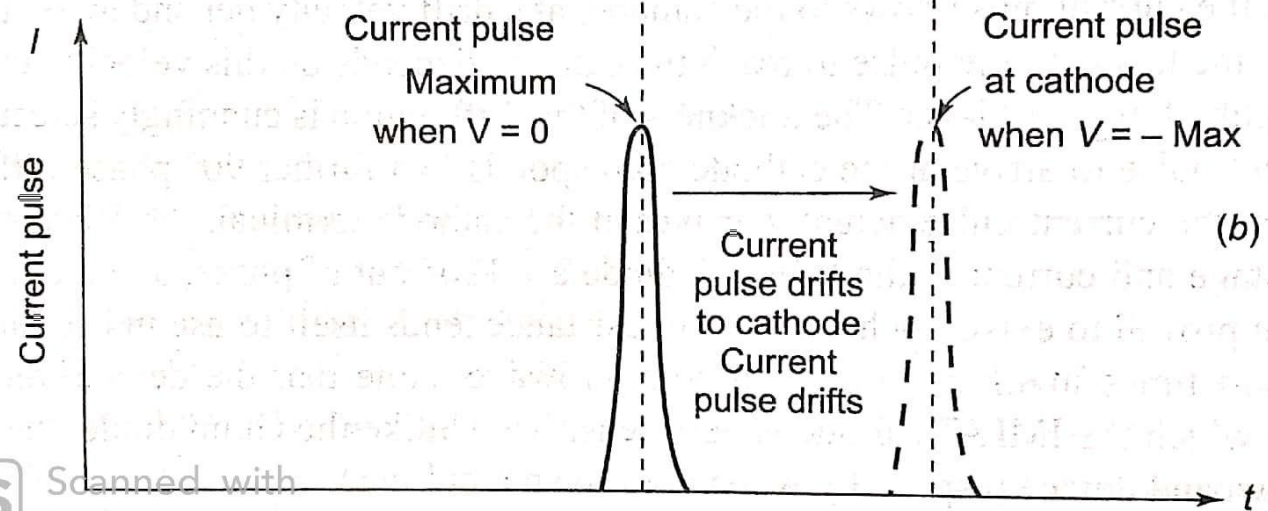 I
Current pulse
Current pulse
Maximum
when V = 0
Current pulse
at cathode
when V = – Max
(b)
Current
pulse drifts
to cathode
Current
pulse drifts
Scanned with
t